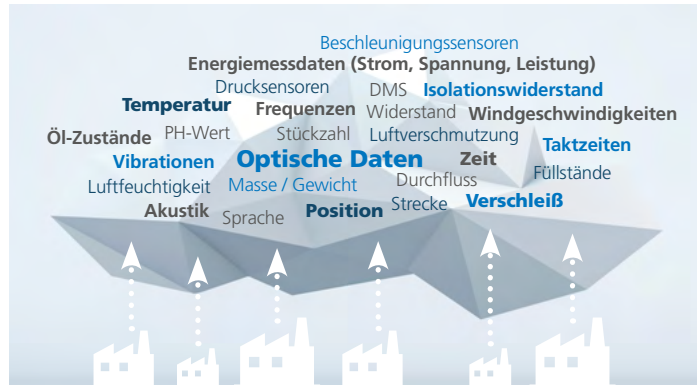 Beschleunigungssensoren
Energiemessdaten (Strom, Spannung, Leistung)
Drucksensoren DMS Isolationswiderstand
Temperatur Frequenzen Widerstand Windgeschwindigkeiten
Öl-Zustände PH-Wert Stückzahl Luftverschmutzung Taktzeiten
Vibrationen Optische Daten Zeit Füllstände
Luftfeuchtigkeit Masse / Gewicht Durchfluss
Akustik Sprache Position Strecke Verschleiß